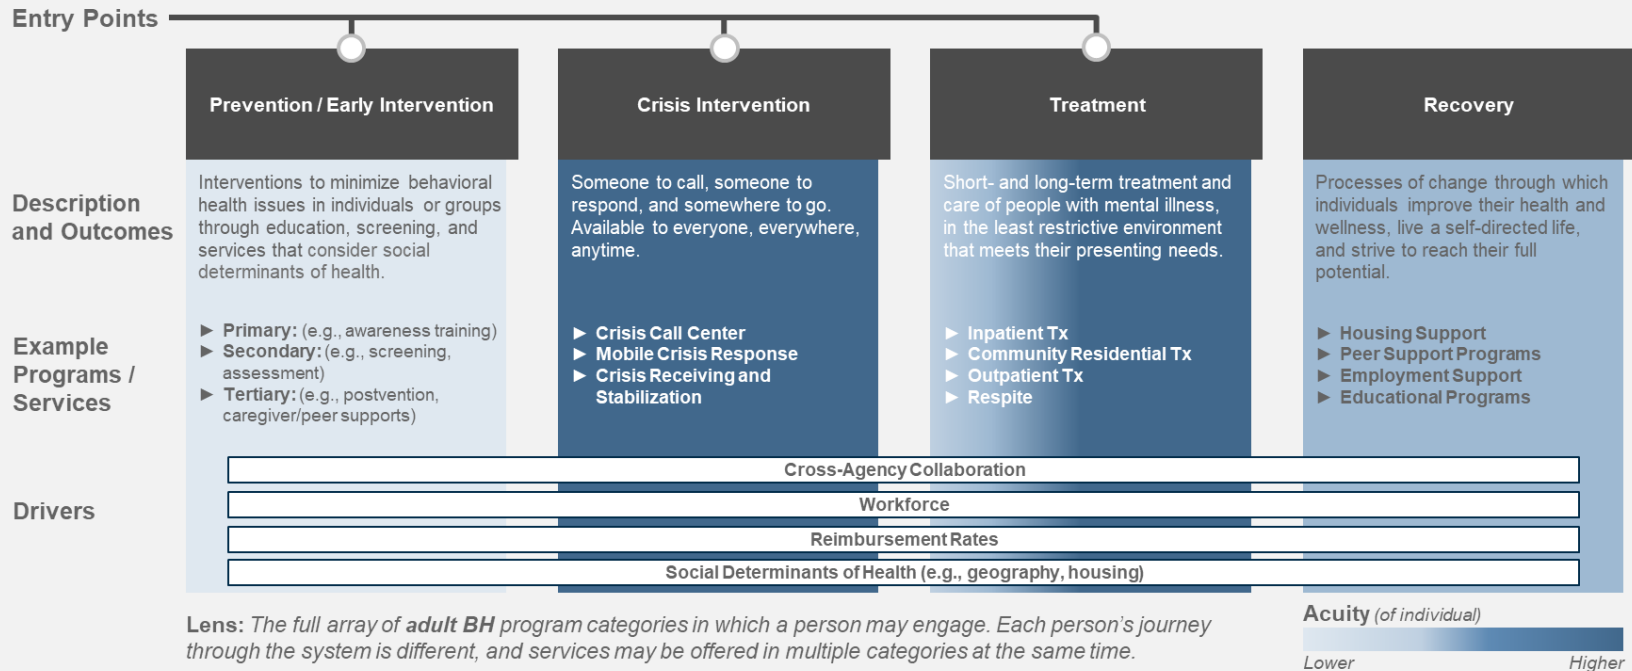 Entry Points
Prevention / Early Intervention
Crisis Intervention
Treatment
Recovery
Description
and Outcomes
Interventions to minimize behavioral
health issues in individuals or groups
through education, screening, and
services that consider social
determinants of health.
Someone to call, someone to
respond, and somewhere to go.
Available to everyone, everywhere,
anytime.
Short- and long-term treatment and
care of people with mental illness,
in the least restrictive environment
that meets their presenting needs.
Processes of change through which
individuals improve their health and
wellness, live a self-directed life,
and strive to reach their full
potential.
Example
Programs /
Services
► Primary: (e.g., awareness training)
► Secondary: (e.g., screening,
assessment)
► Tertiary: (e.g., postvention,
caregiver/peer supports)
► Crisis Call Center
► Mobile Crisis Response
► Crisis Receiving and
Stabilization
► Inpatient Tx
► Community Residential Tx
► Outpatient Tx
► Respite
► Housing Support
► Peer Support Programs
► Employment Support
► Educational Programs
Drivers
Cross-Agency Collaboration
Workforce
Reimbursement Rates
Social Determinants of Health (e.g., geography, housing)
Lens: The full array of adult BH program categories in which a person may engage. Each person's journey
through the system is different, and services may be offered in multiple categories at the same time.
Acuity (of individual)
Lower
Higher